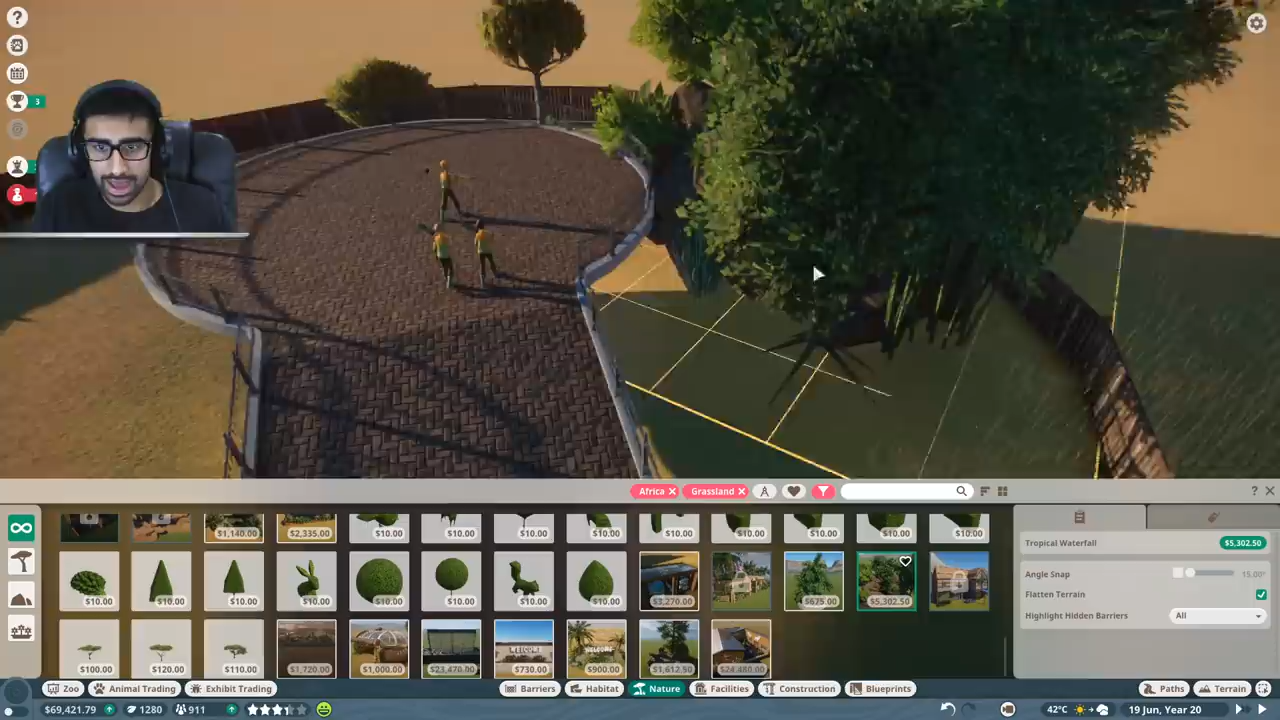 ?
3
Africa ✕ Grassland ✕
? ✕
$1,140.00 $2,335.00 $10.00 $10.00 $10.00 $10.00 $10.00 $10.00 $10.00 $10.00 $10.00
$10.00 $10.00 $10.00 $10.00 $10.00 $10.00 $10.00 $10.00 $3,270.00 $675.00 $5,302.50
$100.00 $120.00 $110.00 $1,720.00 $1,000.00 $23,470.00 $730.00 $900.00 $1,612.50 $24,480.00
WELCOME
Tropical Waterfall $5,302.50
Angle Snap 15.00°
Flatten Terrain
Highlight Hidden Barriers All
Zoo Animal Trading Exhibit Trading Barriers Habitat Nature Facilities Construction Blueprints Paths Terrain
$69,421.79 1280 911 42°C 19 Jun, Year 20